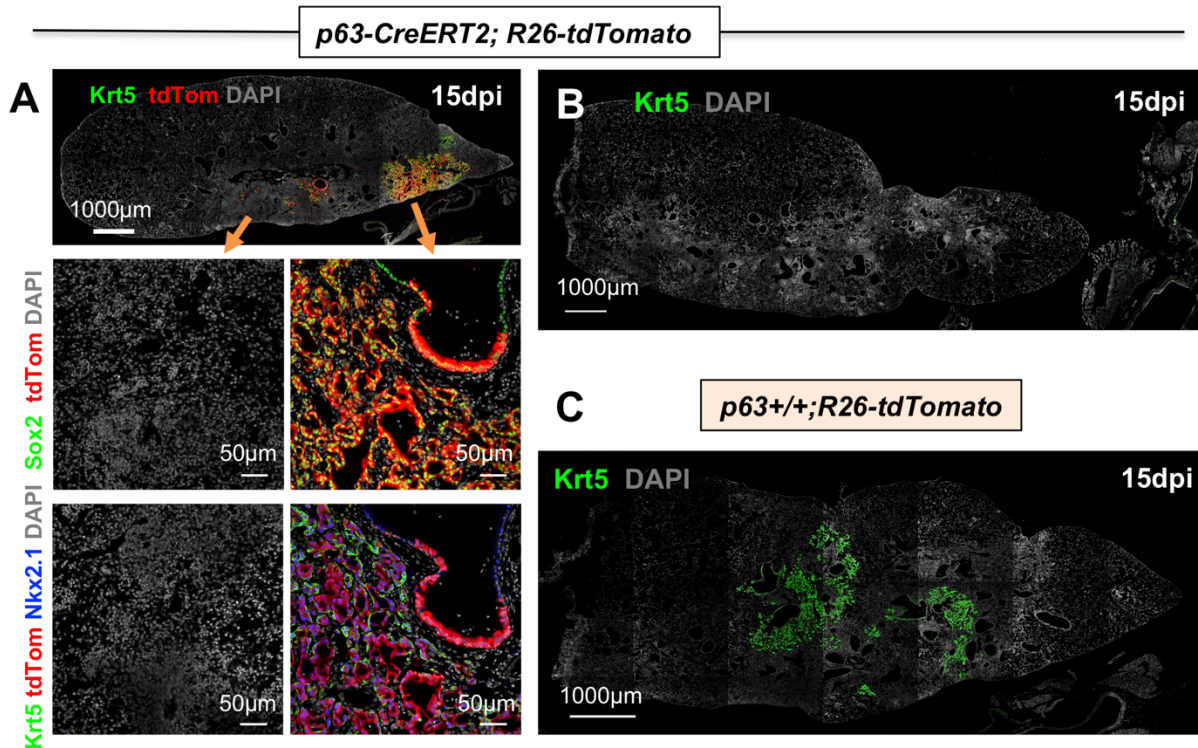 p63-CreERT2; R26-tdTomato
A
Krt5 tdTom DAPI
15dpi
1000µm
B
Krt5 DAPI
15dpi
1000µm
Sox2 tdTom DAPI
50µm
50µm
Krt5 tdTom Nkx2.1 DAPI
50µm
50µm
C
p63+/+;R26-tdTomato
Krt5 DAPI
15dpi
1000µm